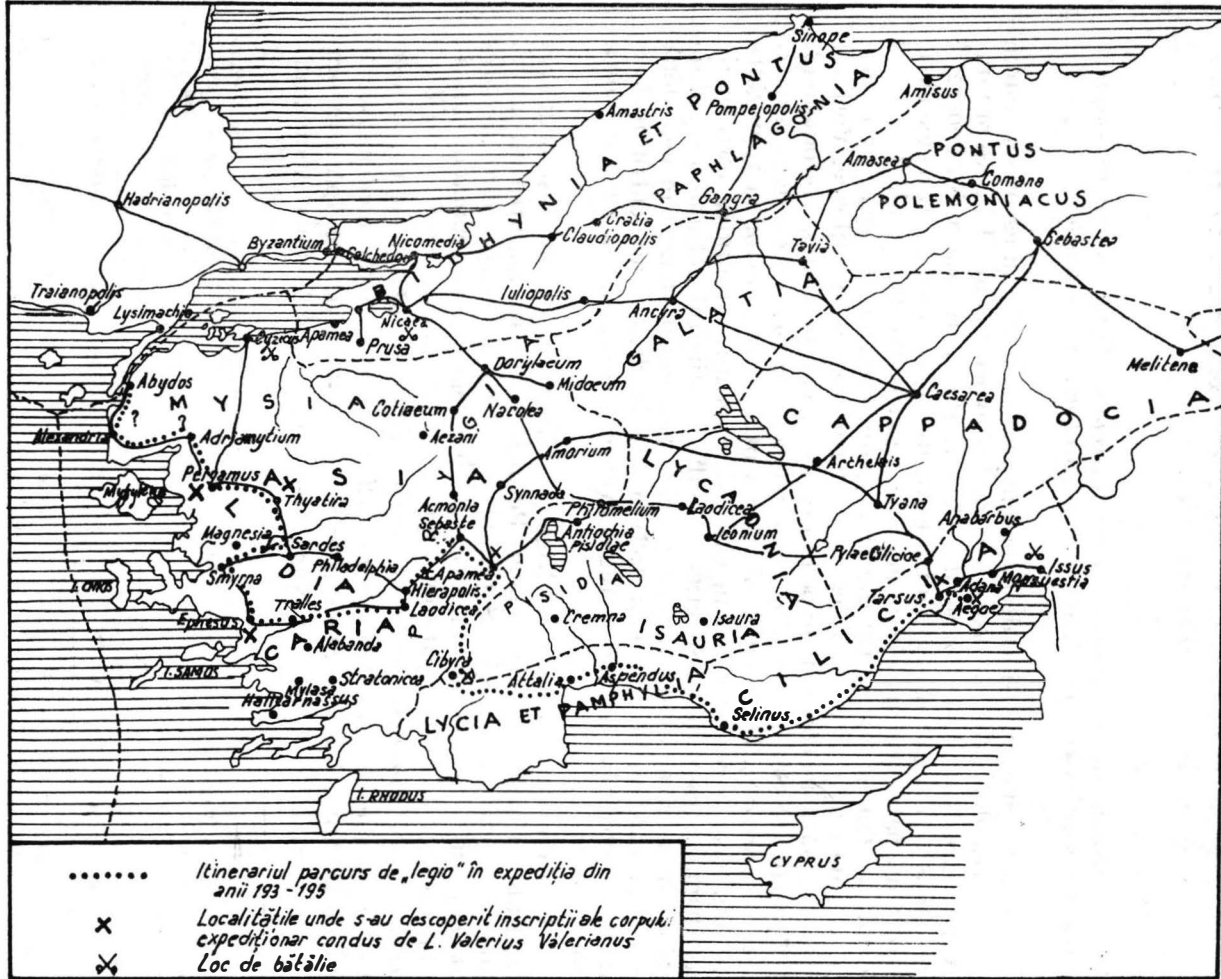 Sinope
Amisus
Amastris
Pompejopolis
HYNIA ET PONTUS
PAPHLAGONIA
Amasea
PONTUS
Comana
POLEMONIACUS
Hadrianopolis
Cratia
Gangra
Claudiopolis
Byzantium
Calchedon
Nicomedia
Tavia
Sebastea
BI
Traianopolis
Lysimachia
Iuliopolis
Ancyra
GALATIA
Cyzicus
Apamea
Nicaea
Prusa
Melitene
Dorylaeum
Midaeum
Abydos
MYSIA
Cotiaeum
Nacolea
Caesarea
CAPPADOCIA
? ?
Alexandria
Adramytium
Aezani
Amorium
Archelais
Pergamus
ASIA
LYCAONIA
Thyatira
Acmonia
Synnada
Philomelium
Laodicea
Tyana
Sebaste
Antiochia
Pisidiae
Iconium
Anabarbus
Magnesia
LYDIA
Sardes
Philadelphia
PHRYGIA
Pylae Ciliciae
Issus
Smyrna
Apamea
Hierapolis
PISIDIA
Adana
Mopsuestia
I. CHIOS
Tarsus
Aegae
Tralles
Laodicea
Cremna
Isaura
Ephesus
CARIA
ISAURIA
CILICIA
Alabanda
I. SAMOS
Cibyra
Mylasa
Stratonicea
Attalia
Aspendus
Halicarnassus
LYCIA ET PAMPHYLIA
Selinus
I. RHODUS
CYPRUS
Itinerariul parcurs de „legio" în expediția din
anii 193-195
Localitățile unde s-au descoperit inscripții ale corpului
expediționar condus de L. Valerius Valerianus
Loc de bătălie